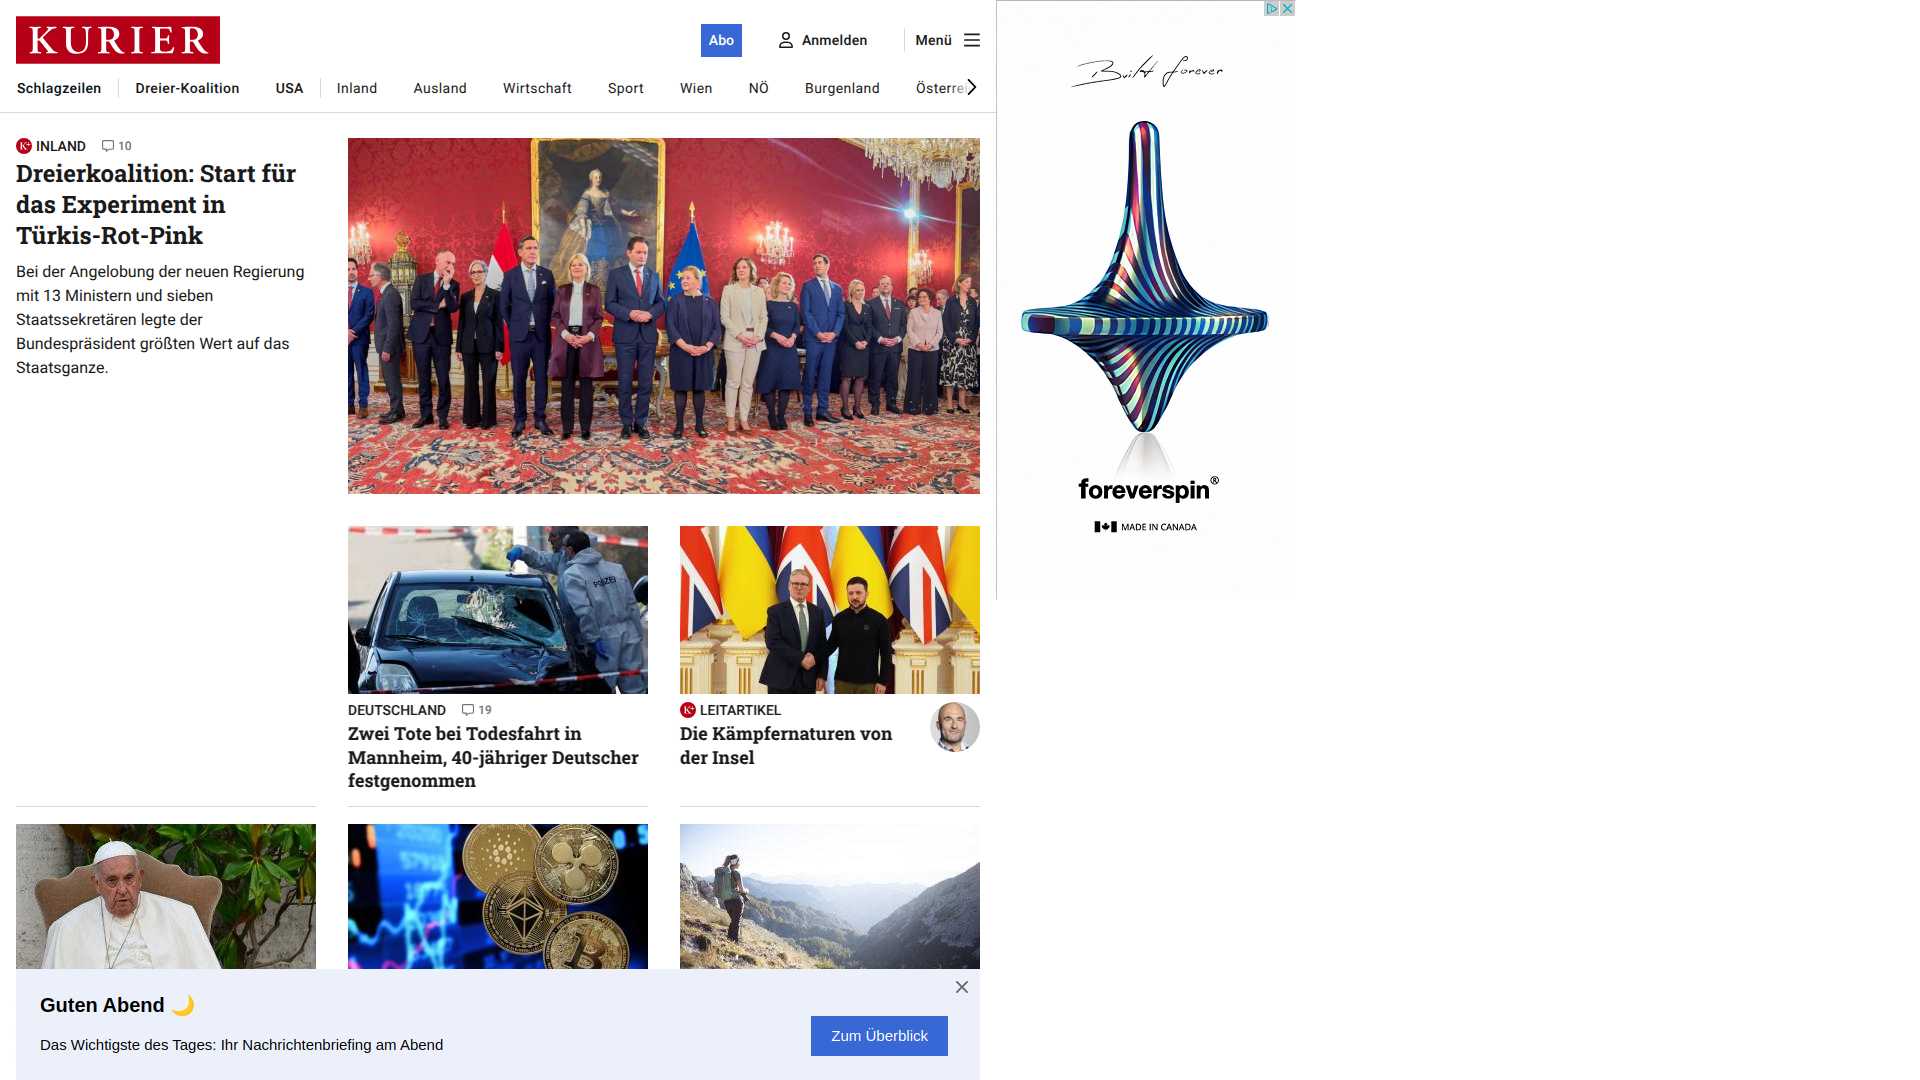 KURIER
Abo
Anmelden
Menü
Schlagzeilen
Dreier-Koalition
USA
Inland
Ausland
Wirtschaft
Sport
Wien
NÖ
Burgenland
Österrei
INLAND 10
Dreierkoalition: Start für
das Experiment in
Türkis-Rot-Pink
Bei der Angelobung der neuen Regierung
mit 13 Ministern und sieben
Staatssekretären legte der
Bundespräsident größten Wert auf das
Staatsganze.
POLIZEI
DEUTSCHLAND 19
Zwei Tote bei Todesfahrt in
Mannheim, 40-jähriger Deutscher
festgenommen
K+ LEITARTIKEL
Die Kämpfernaturen von
der Insel
Guten Abend 🌙
Das Wichtigste des Tages: Ihr Nachrichtenbriefing am Abend
Zum Überblick
Built forever
foreverspin®
MADE IN CANADA